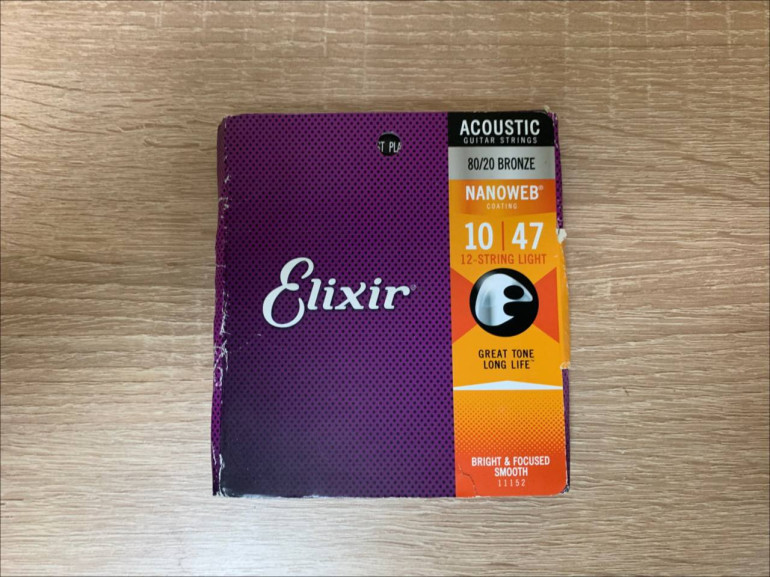 ACOUSTIC
GUITAR STRINGS
80/20 BRONZE
NANOWEB®
COATING
10 | 47
12-STRING LIGHT
Elixir®
GREAT TONE
LONG LIFE™
BRIGHT & FOCUSED
SMOOTH
11152